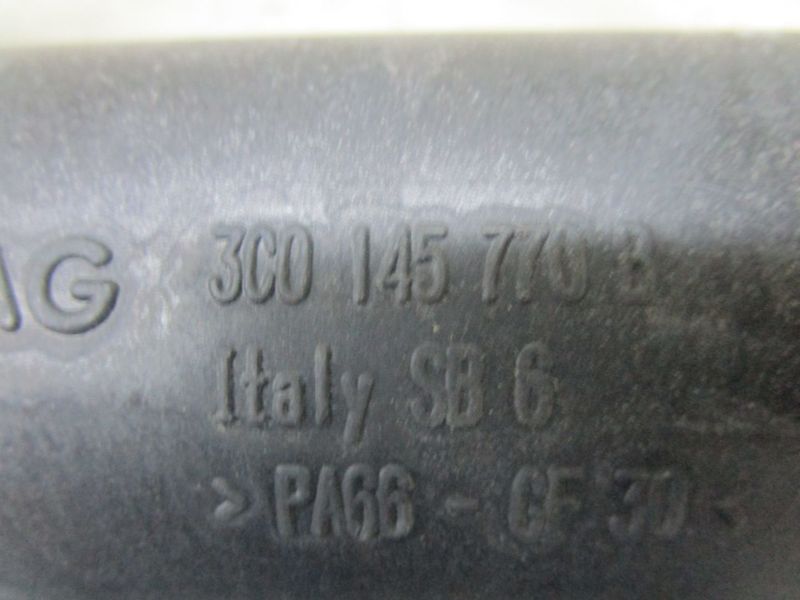 AG 3C0 145 770 B
Italy SB 6
>PA66 - GF 30<